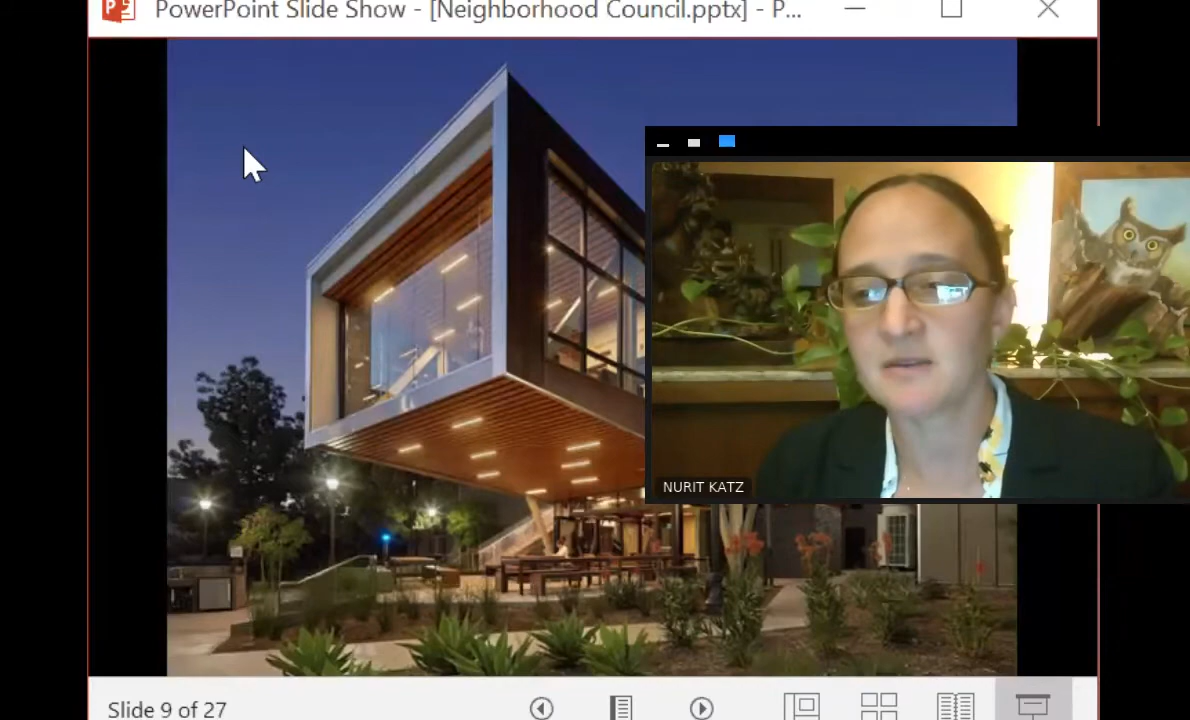 PowerPoint Slide Show - [Neighborhood Council.pptx] - P...
NURIT KATZ
Slide 9 of 27